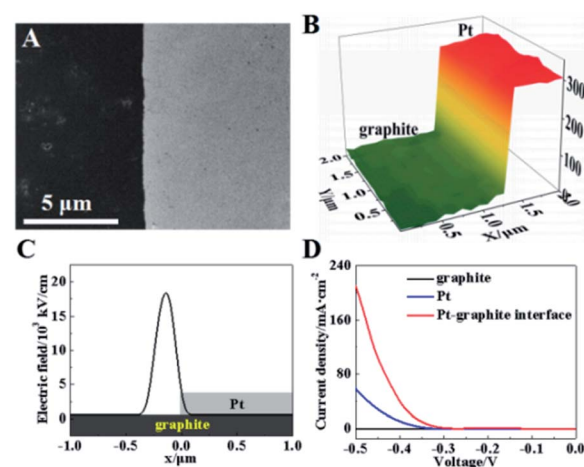 A
5 μm
B
Pt
graphite
300
200
100
2.0
1.5
1.0
0.5
Y/μm
0.5
1.0
1.5
X/μm
C
Electric field/10³ kV/cm
20
15
10
5
0
Pt
graphite
-1.0
-0.5
0.0
0.5
1.0
x/μm
D
Current density/mA·cm⁻²
240
160
80
0
graphite
Pt
Pt-graphite interface
-0.5
-0.4
-0.3
-0.2
-0.1
0.0
Voltage/V